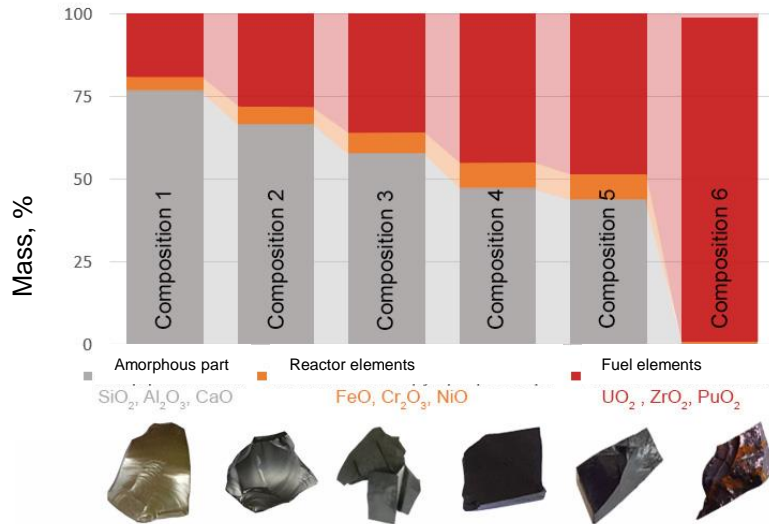 100
75
50
25
0
Mass, %
Composition 1
Composition 2
Composition 3
Composition 4
Composition 5
Composition 6
Amorphous part
Reactor elements
Fuel elements
SiO₂, Al₂O₃, CaO
FeO, Cr₂O₃, NiO
UO₂ , ZrO₂, PuO₂